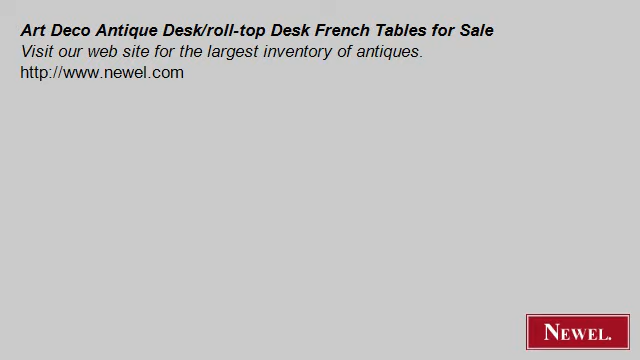 Art Deco Antique Desk/roll-top Desk French Tables for Sale
Visit our web site for the largest inventory of antiques.
http://www.newel.com
NEWEL.